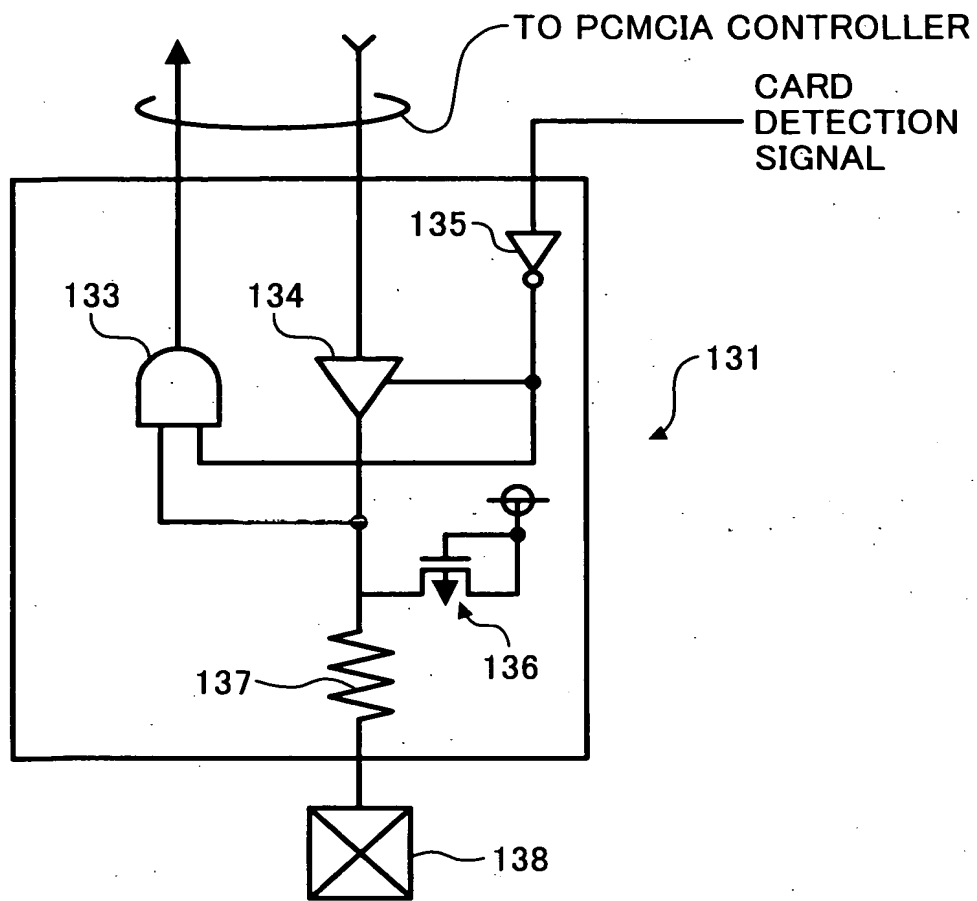 TO PCMCIA CONTROLLER
CARD
DETECTION
SIGNAL
135
133
134
131
136
137
138